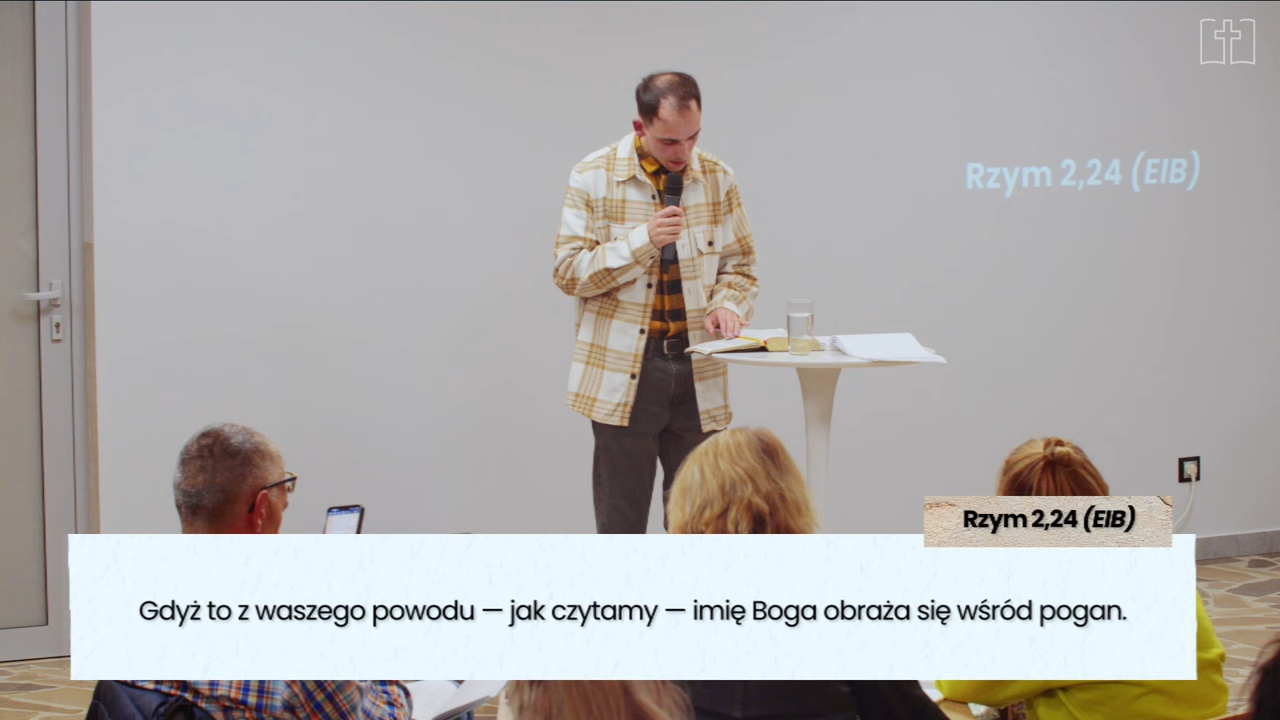 Rzym 2,24 (EIB)
Rzym 2,24 (EIB)
Gdyż to z waszego powodu — jak czytamy — imię Boga obraża się wśród pogan.